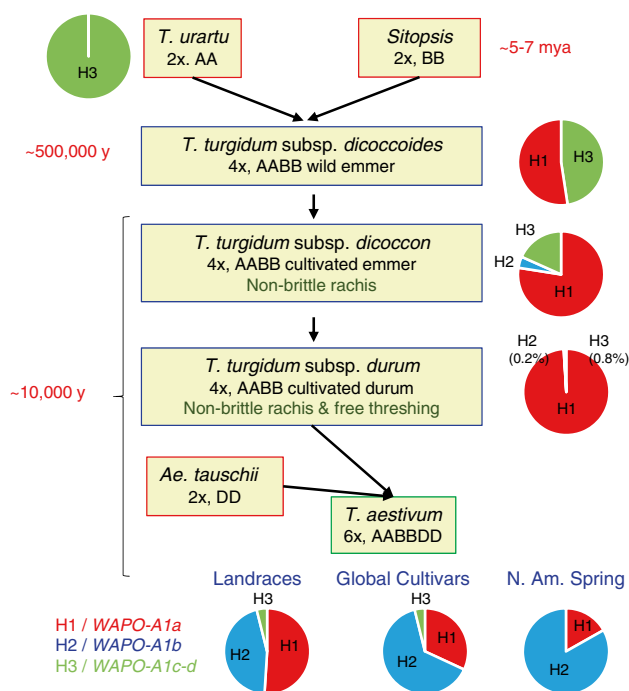 T. urartu
2x. AA
H3
Sitopsis
2x, BB
~5-7 mya
~500,000 y
T. turgidum subsp. dicoccoides
4x, AABB wild emmer
H1
H3
T. turgidum subsp. dicoccon
4x, AABB cultivated emmer
Non-brittle rachis
H3
H2
H1
~10,000 y
T. turgidum subsp. durum
4x, AABB cultivated durum
Non-brittle rachis & free threshing
H2
(0.2%)
H3
(0.8%)
H1
Ae. tauschii
2x, DD
T. aestivum
6x, AABBDD
Landraces
Global Cultivars
N. Am. Spring
H1 / WAPO-A1a
H2 / WAPO-A1b
H3 / WAPO-A1c-d
H3
H2
H1
H3
H2
H1
H1
H2